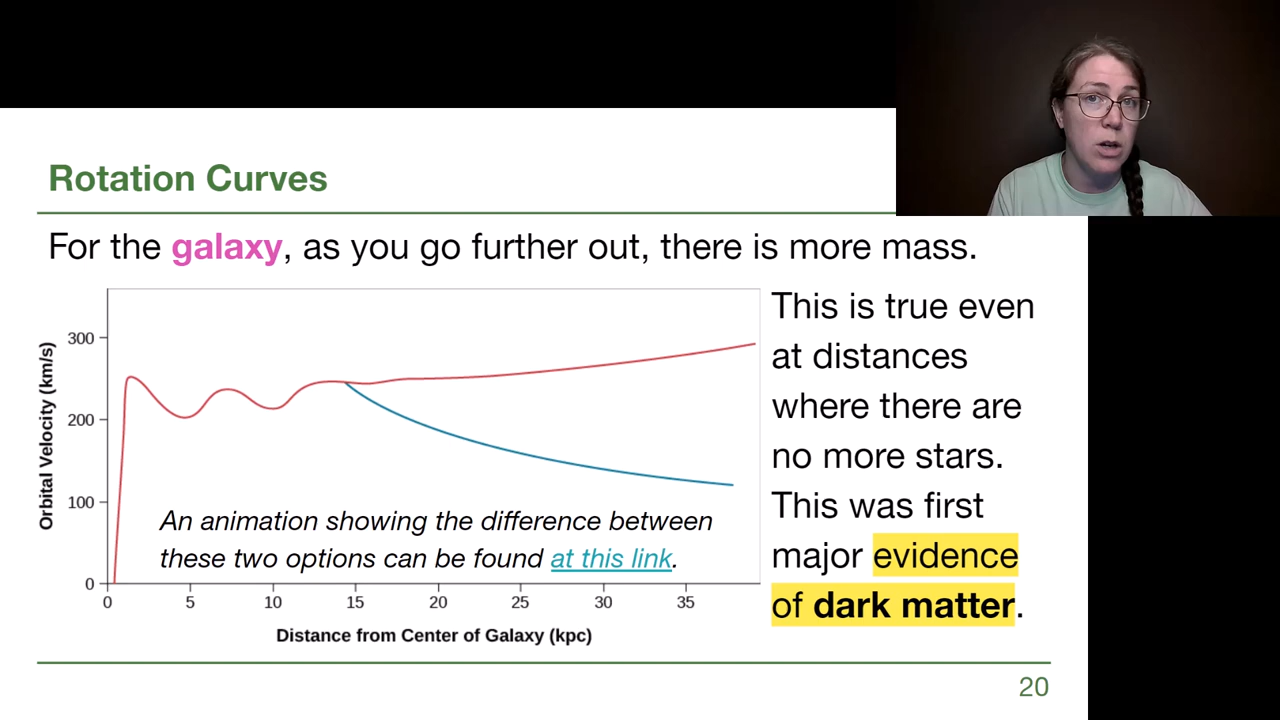 Rotation Curves
For the galaxy, as you go further out, there is more mass.
This is true even
at distances
where there are
no more stars.
This was first
major evidence
of dark matter.
Orbital Velocity (km/s)
300
200
100
0
An animation showing the difference between
these two options can be found at this link.
0 5 10 15 20 25 30 35
Distance from Center of Galaxy (kpc)
20